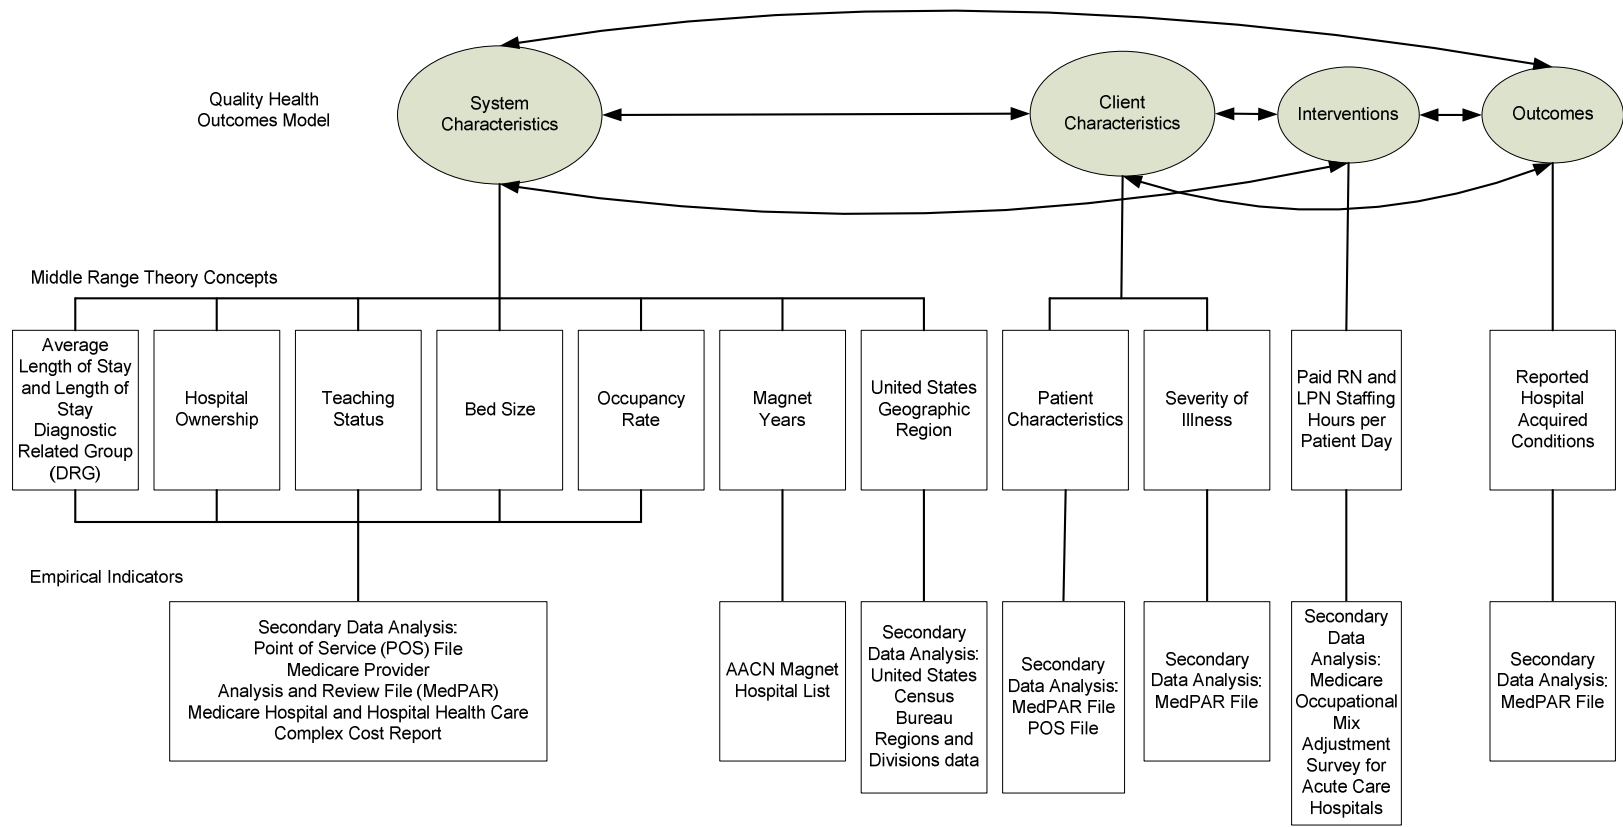 Quality Health
Outcomes Model
System
Characteristics
Client
Characteristics
Interventions
Outcomes
Middle Range Theory Concepts
Average
Length of Stay
and Length of
Stay
Diagnostic
Related Group
(DRG)
Hospital
Ownership
Teaching
Status
Bed Size
Occupancy
Rate
Magnet
Years
United States
Geographic
Region
Patient
Characteristics
Severity of
Illness
Paid RN and
LPN Staffing
Hours per
Patient Day
Reported
Hospital
Acquired
Conditions
Empirical Indicators
Secondary Data Analysis:
Point of Service (POS) File
Medicare Provider
Analysis and Review File (MedPAR)
Medicare Hospital and Hospital Health Care
Complex Cost Report
AACN Magnet
Hospital List
Secondary
Data Analysis:
United States
Census
Bureau
Regions and
Divisions data
Secondary
Data Analysis:
MedPAR File
POS File
Secondary
Data Analysis:
MedPAR File
Secondary
Data
Analysis:
Medicare
Occupational
Mix
Adjustment
Survey for
Acute Care
Hospitals
Secondary
Data Analysis:
MedPAR File